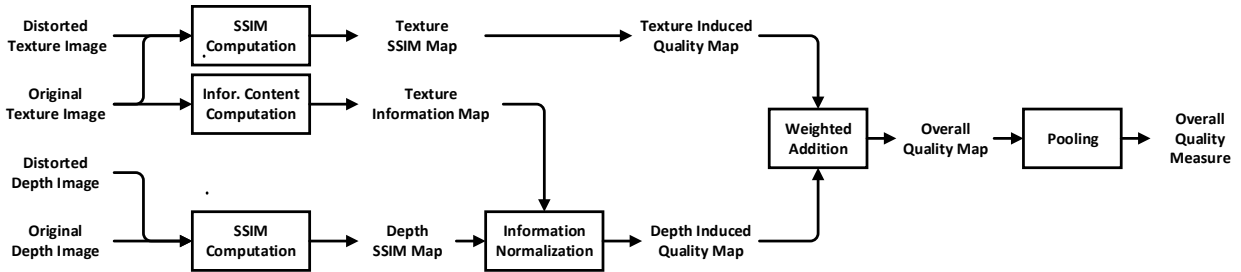 Distorted
Texture Image
SSIM
Computation
Texture
SSIM Map
Texture Induced
Quality Map
Original
Texture Image
Infor. Content
Computation
Texture
Information Map
Weighted
Addition
Overall
Quality Map
Pooling
Overall
Quality
Measure
Distorted
Depth Image
Original
Depth Image
SSIM
Computation
Depth
SSIM Map
Information
Normalization
Depth Induced
Quality Map